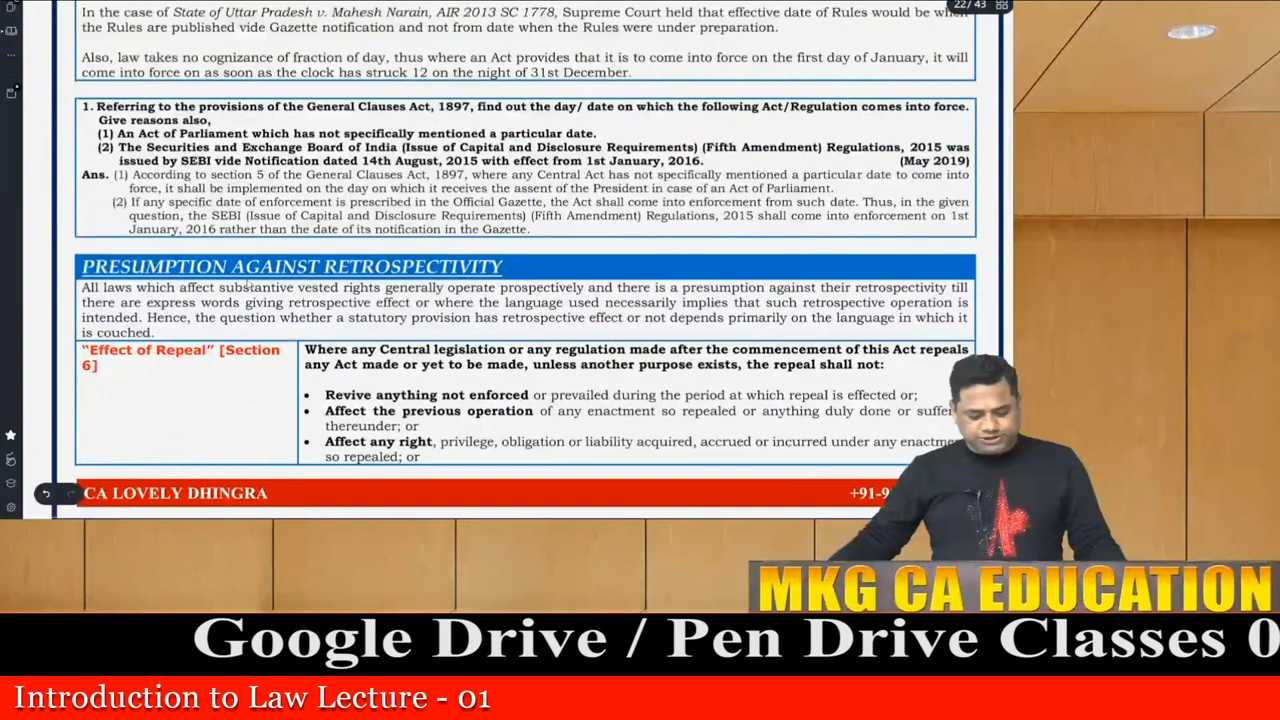 22/43
In the case of State of Uttar Pradesh v. Mahesh Narain, AIR 2013 SC 1778, Supreme Court held that effective date of Rules would be when
the Rules are published vide Gazette notification and not from date when the Rules were under preparation.
Also, law takes no cognizance of fraction of day, thus where an Act provides that it is to come into force on the first day of January, it will
come into force on as soon as the clock has struck 12 on the night of 31st December.
1. Referring to the provisions of the General Clauses Act, 1897, find out the day/ date on which the following Act/Regulation comes into force.
Give reasons also,
(1) An Act of Parliament which has not specifically mentioned a particular date.
(2) The Securities and Exchange Board of India (Issue of Capital and Disclosure Requirements) (Fifth Amendment) Regulations, 2015 was
issued by SEBI vide Notification dated 14th August, 2015 with effect from 1st January, 2016. (May 2019)
Ans. (1) According to section 5 of the General Clauses Act, 1897, where any Central Act has not specifically mentioned a particular date to come into
force, it shall be implemented on the day on which it receives the assent of the President in case of an Act of Parliament.
(2) If any specific date of enforcement is prescribed in the Official Gazette, the Act shall come into enforcement from such date. Thus, in the given
question, the SEBI (Issue of Capital and Disclosure Requirements) (Fifth Amendment) Regulations, 2015 shall come into enforcement on 1st
January, 2016 rather than the date of its notification in the Gazette.
PRESUMPTION AGAINST RETROSPECTIVITY
All laws which affect substantive vested rights generally operate prospectively and there is a presumption against their retrospectivity till
there are express words giving retrospective effect or where the language used necessarily implies that such retrospective operation is
intended. Hence, the question whether a statutory provision has retrospective effect or not depends primarily on the language in which it
is couched.
"Effect of Repeal" [Section
6]
Where any Central legislation or any regulation made after the commencement of this Act repeals
any Act made or yet to be made, unless another purpose exists, the repeal shall not:
• Revive anything not enforced or prevailed during the period at which repeal is effected or;
• Affect the previous operation of any enactment so repealed or anything duly done or suffer
thereunder; or
• Affect any right, privilege, obligation or liability acquired, accrued or incurred under any enactme
so repealed; or
CA LOVELY DHINGRA +91-9
MKG CA EDUCATION
Google Drive / Pen Drive Classes 0
Introduction to Law Lecture - 01